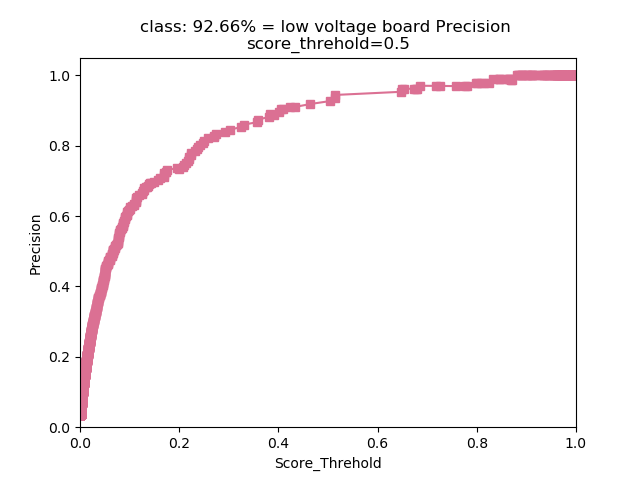 class: 92.66% = low voltage board Precision
score_threhold=0.5
1.0
0.8
0.6
0.4
0.2
0.0
Precision
0.0 0.2 0.4 0.6 0.8 1.0
Score_Threhold